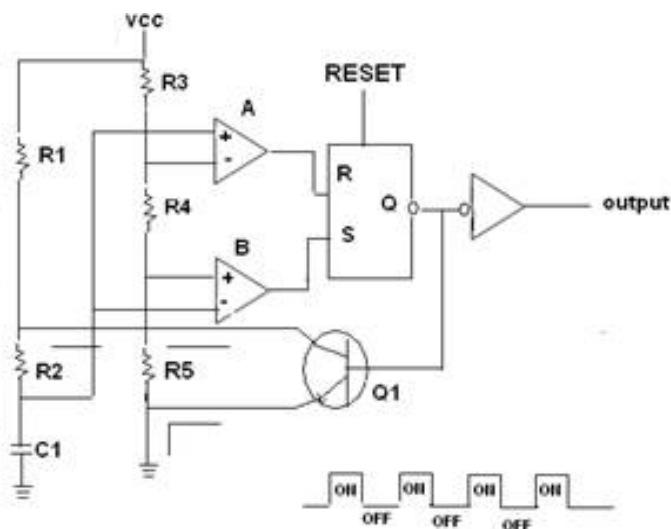 VCC
R3
RESET
A
+
-
R1
R
R4
Q
output
S
B
+
-
R2
R5
Q1
C1
ON ON ON ON
OFF OFF OFF